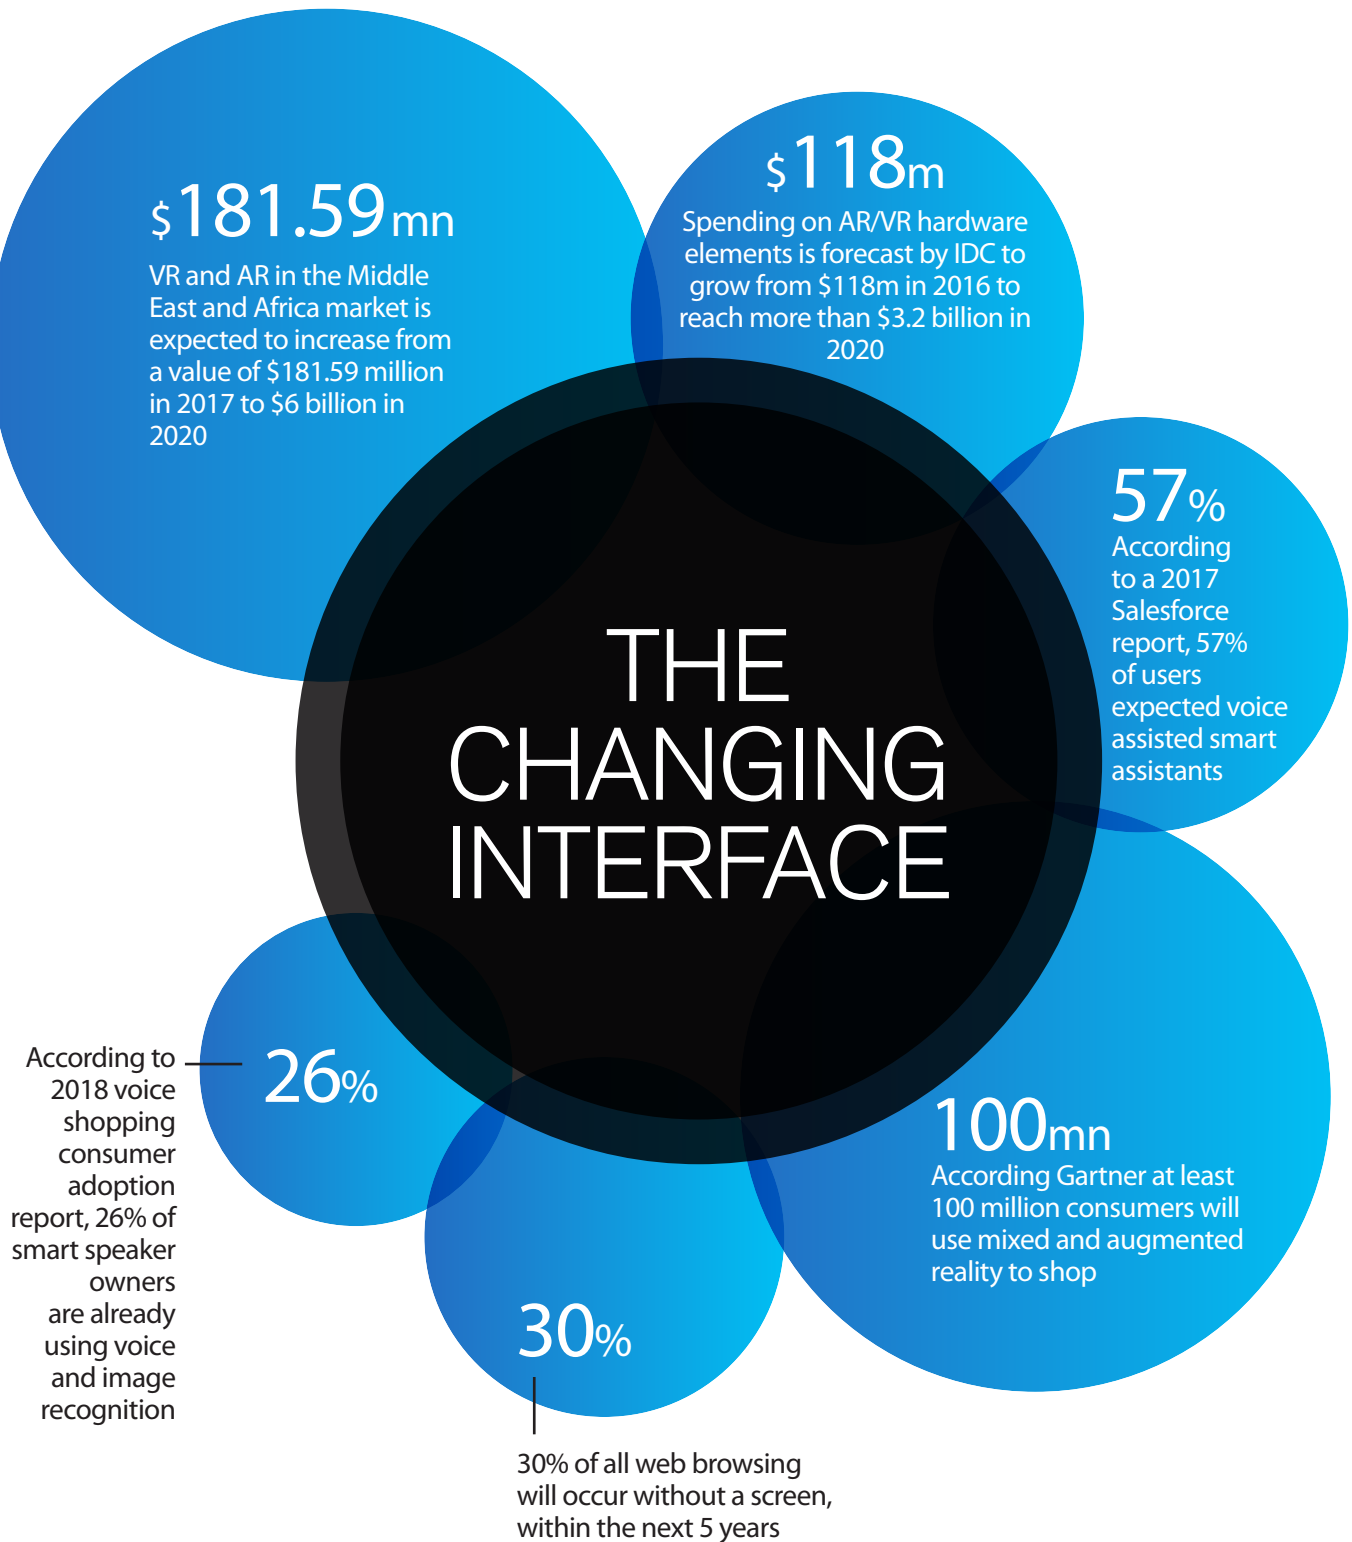 $181.59mn
VR and AR in the Middle
East and Africa market is
expected to increase from
a value of $181.59 million
in 2017 to $6 billion in
2020
$118m
Spending on AR/VR hardware
elements is forecast by IDC to
grow from $118m in 2016 to
reach more than $3.2 billion in
2020
57%
According
to a 2017
Salesforce
report, 57%
of users
expected voice
assisted smart
assistants
THE
CHANGING
INTERFACE
26%
According to
2018 voice
shopping
consumer
adoption
report, 26% of
smart speaker
owners
are already
using voice
and image
recognition
100mn
According Gartner at least
100 million consumers will
use mixed and augmented
reality to shop
30%
30% of all web browsing
will occur without a screen,
within the next 5 years